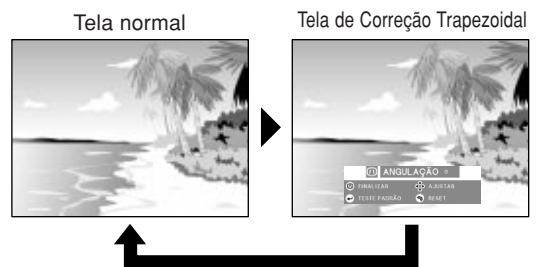 Tela normal
Tela de Correção Trapezoidal
ANGULAÇÃO
FINALIZAR AJUSTAR
TESTE PADRÃO RESET